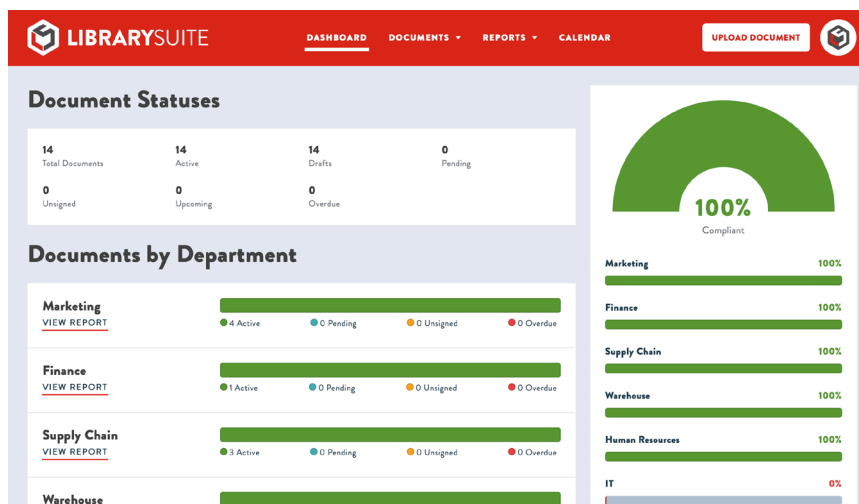 LIBRARYSUITE
DASHBOARD DOCUMENTS REPORTS CALENDAR
UPLOAD DOCUMENT
Document Statuses
14 14 14 0
Total Documents Active Drafts Pending
0 0 0
Unsigned Upcoming Overdue
Documents by Department
Marketing
VIEW REPORT
4 Active 0 Pending 0 Unsigned 0 Overdue
Finance
VIEW REPORT
1 Active 0 Pending 0 Unsigned 0 Overdue
Supply Chain
VIEW REPORT
3 Active 0 Pending 0 Unsigned 0 Overdue
Warehouse
100%
Compliant
Marketing 100%
Finance 100%
Supply Chain 100%
Warehouse 100%
Human Resources 100%
IT 0%